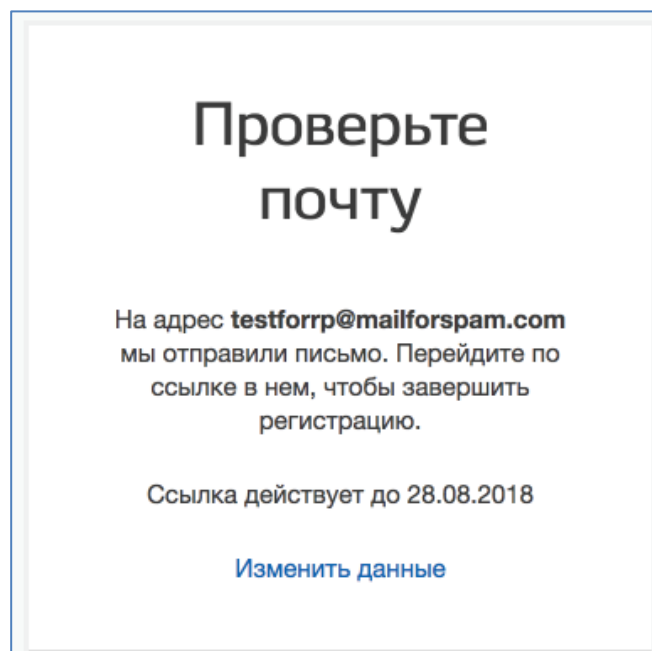 Проверьте
почту
На адрес testforrp@mailforspam.com
мы отправили письмо. Перейдите по
ссылке в нем, чтобы завершить
регистрацию.
Ссылка действует до 28.08.2018
Изменить данные